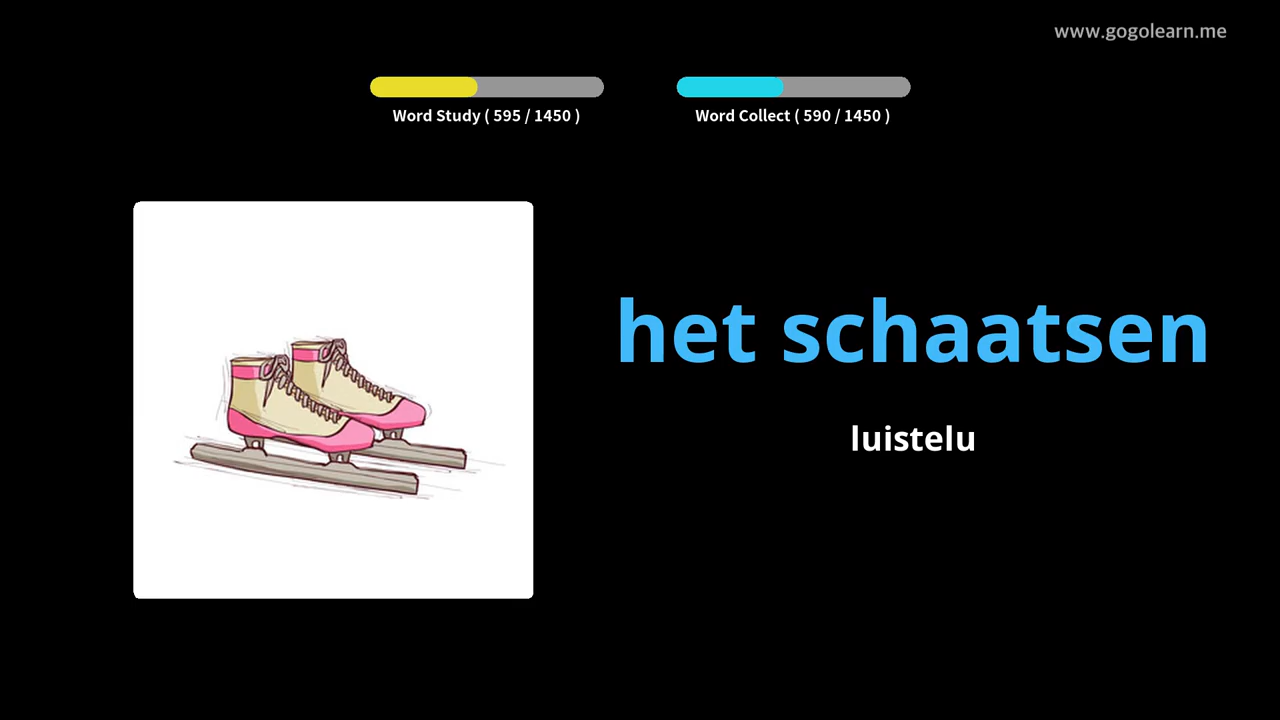 www.gogolearn.me
Word Study ( 595 / 1450 )
Word Collect ( 590 / 1450 )
het schaatsen
luistelu